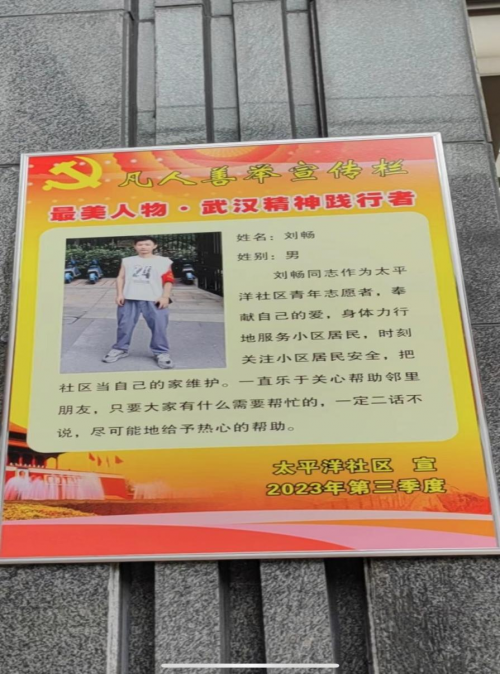 凡人善举宣传栏
最美人物·武汉精神践行者
姓名：刘畅
性别：男
刘畅同志作为太平
洋社区青年志愿者，奉
献自己的爱，身体力行
地服务小区居民，时刻
关注小区居民安全，把
社区当自己的家维护。一直乐于关心帮助邻里
朋友，只要大家有什么需要帮忙的，一定二话不
说，尽可能地给予热心的帮助。
太平洋社区 宣
2023年第三季度
24